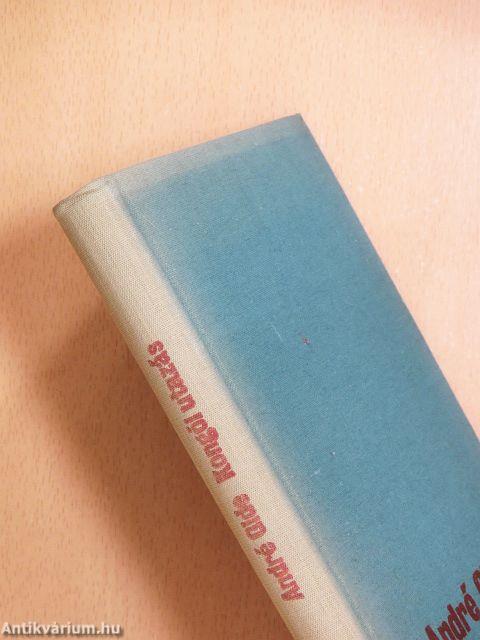 André Gide Kongói utazás
André
Antikvárium.hu